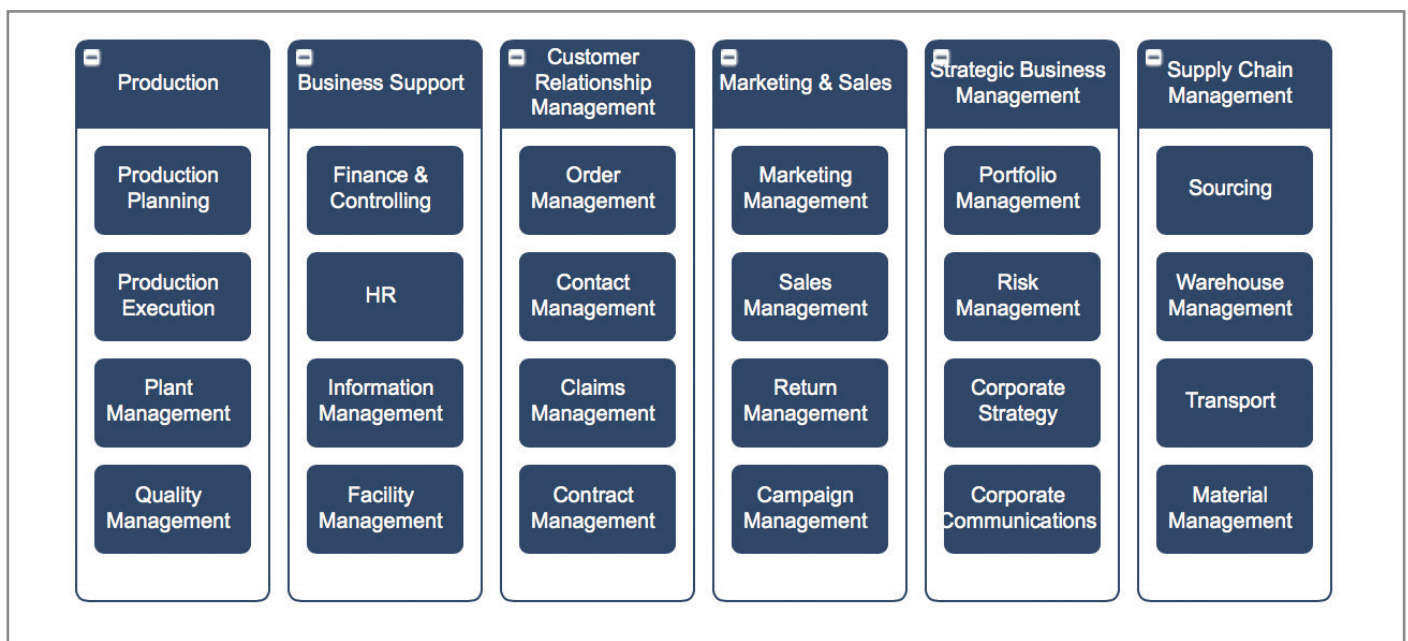 Production
Production
Planning
Production
Execution
Plant
Management
Quality
Management
Business Support
Finance &
Controlling
HR
Information
Management
Facility
Management
Customer
Relationship
Management
Order
Management
Contact
Management
Claims
Management
Contract
Management
Marketing & Sales
Marketing
Management
Sales
Management
Return
Management
Campaign
Management
Strategic Business
Management
Portfolio
Management
Risk
Management
Corporate
Strategy
Corporate
Communications
Supply Chain
Management
Sourcing
Warehouse
Management
Transport
Material
Management